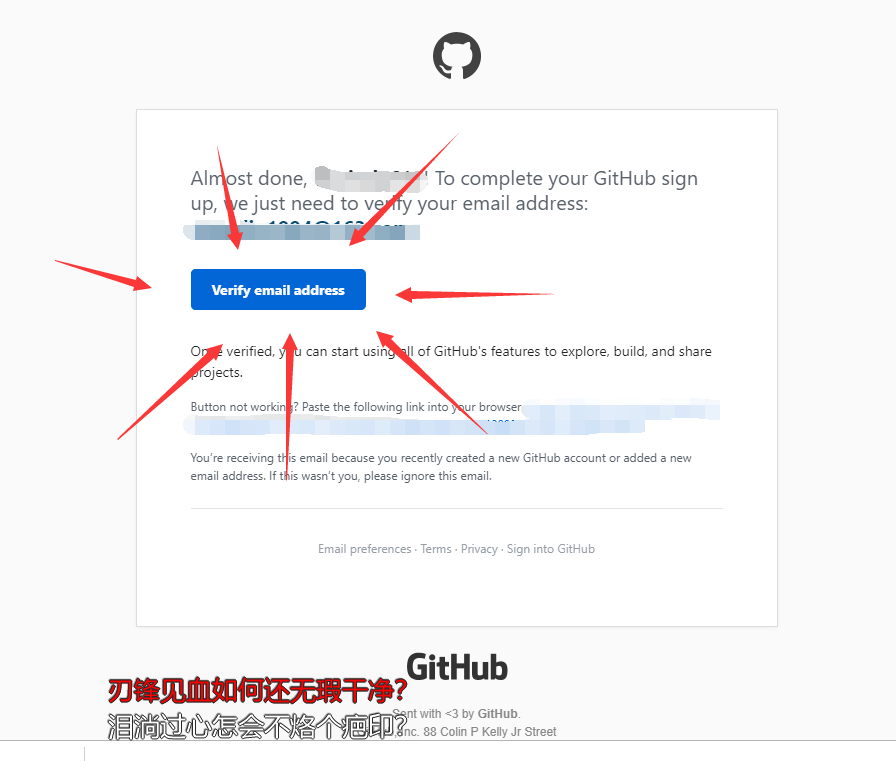 Almost done, ! To complete your GitHub sign
up, we just need to verify your email address:
Verify email address
Once verified, you can start using all of GitHub's features to explore, build, and share
projects.
Button not working? Paste the following link into your browser
You're receiving this email because you recently created a new GitHub account or added a new
email address. If this wasn't you, please ignore this email.
Email preferences · Terms · Privacy · Sign into GitHub
GitHub
刃锋见血如何还无瑕干净?
Sent with <3 by GitHub.
泪淌过心怎会不烙个疤印?
Inc. 88 Colin P Kelly Jr Street